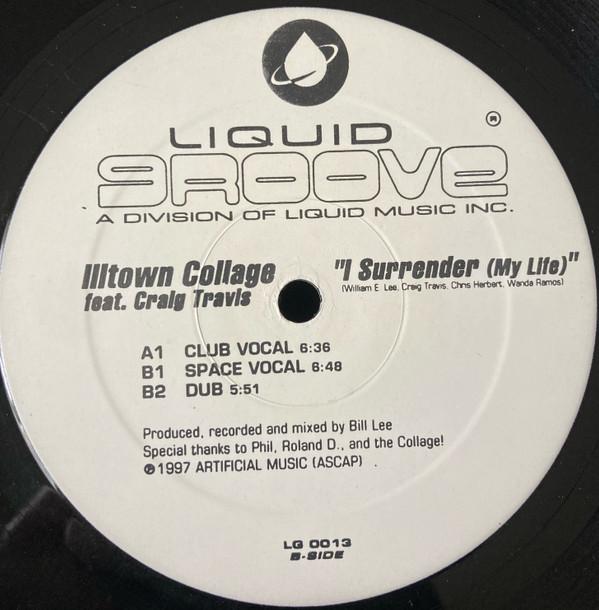 LIQUID
GROOVE ®
A DIVISION OF LIQUID MUSIC INC.
Illtown Collage
feat. Craig Travis
"I Surrender (My Life)"
(William E. Lee, Craig Travis, Chris Herbert, Wanda Ramos)
A1 CLUB VOCAL 6:36
B1 SPACE VOCAL 6:48
B2 DUB 5:51
Produced, recorded and mixed by Bill Lee
Special thanks to Phil, Roland D., and the Collage!
℗1997 ARTIFICIAL MUSIC (ASCAP)
LG 0013
B-SIDE